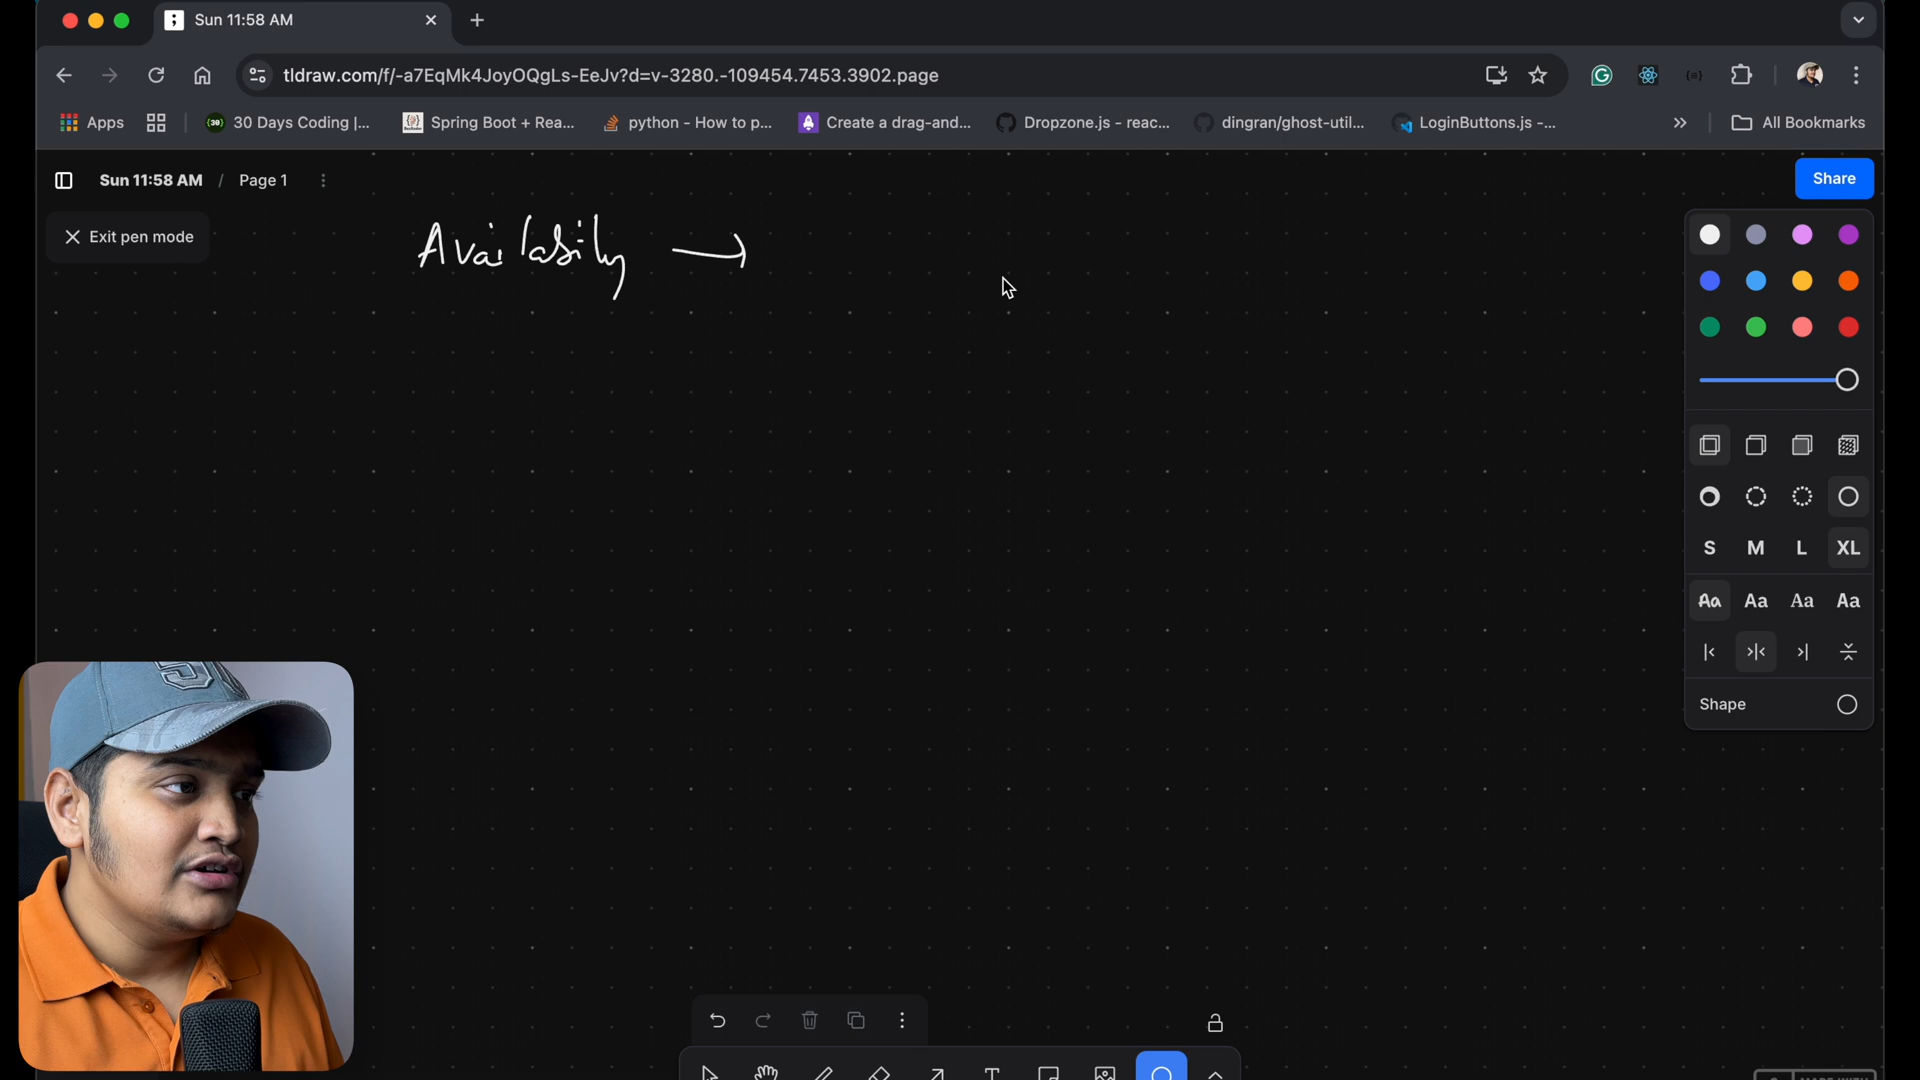 Sun 11:58 AM
tldraw.com/f/-a7EqMk4JoyOQgLs-EeJv?d=v-3280.-109454.7453.3902.page
Apps
30 Days Coding |...
Spring Boot + Rea...
python - How to p...
Create a drag-and...
Dropzone.js - reac...
dingran/ghost-util...
LoginButtons.js -...
All Bookmarks
Sun 11:58 AM / Page 1
Share
Exit pen mode
Availability →
S M L XL
Aa Aa Aa Aa
Shape